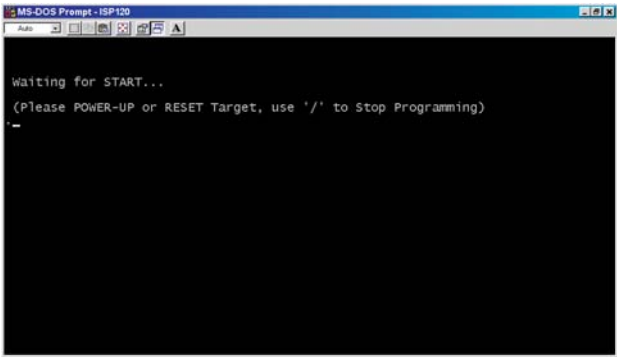 MS-DOS Prompt - ISP120
Auto
A
Waiting for START...
(Please POWER-UP or RESET Target, use '/' to Stop Programming)